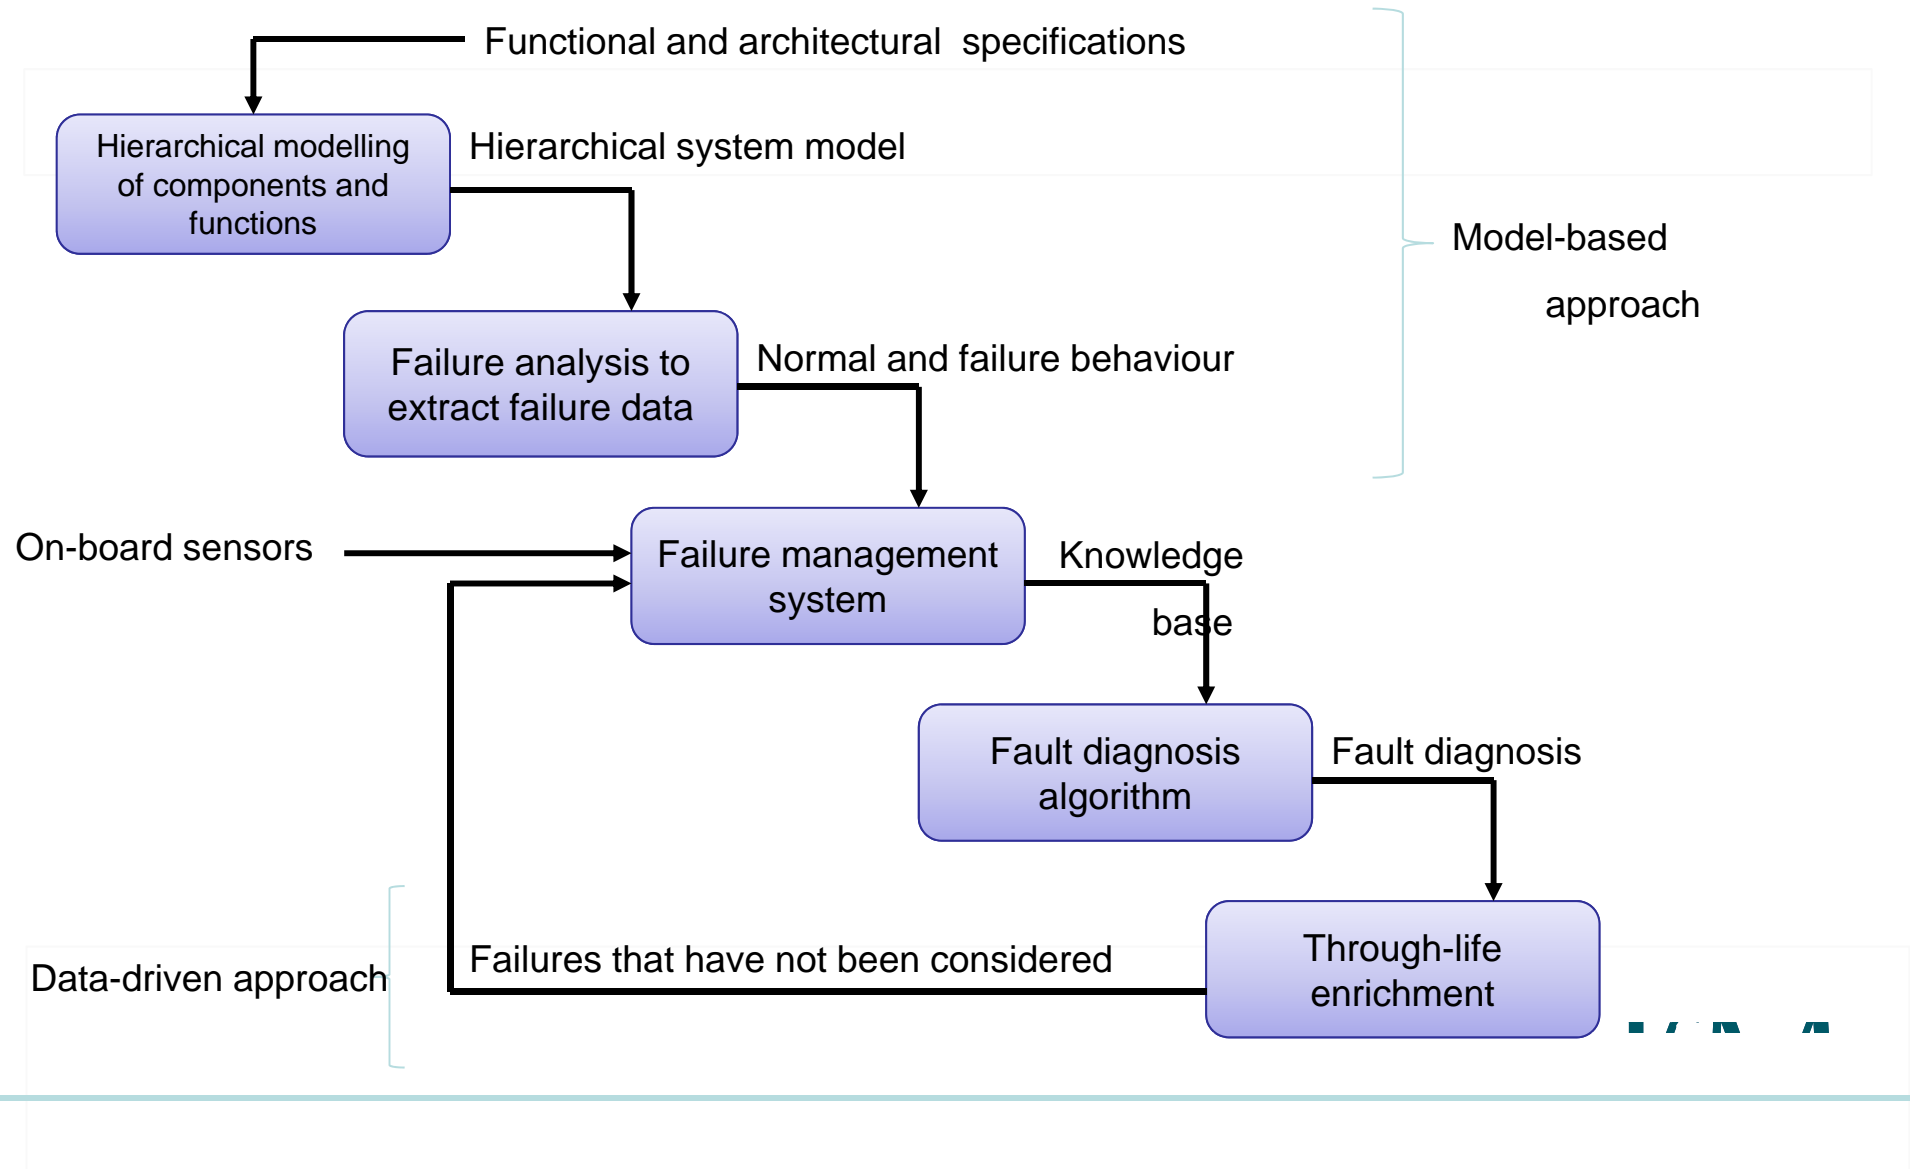 Functional and architectural  specifications
Hierarchical modelling
of components and
functions
Hierarchical system model
Model-based
approach
Failure analysis to
extract failure data
Normal and failure behaviour
On-board sensors
Failure management
system
Knowledge
base
Fault diagnosis
algorithm
Fault diagnosis
Data-driven approach
Failures that have not been considered
Through-life
enrichment